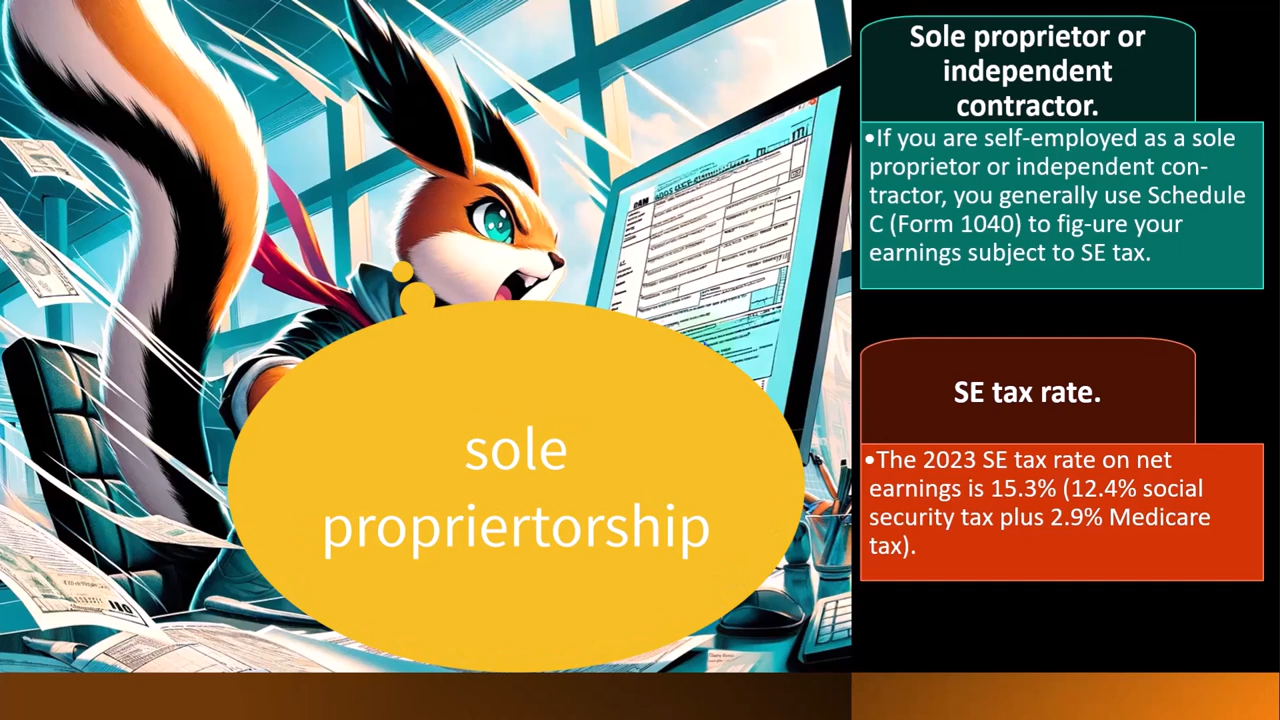 Sole proprietor or
independent
contractor.
•If you are self-employed as a sole
proprietor or independent con-
tractor, you generally use Schedule
C (Form 1040) to fig-ure your
earnings subject to SE tax.
SE tax rate.
•The 2023 SE tax rate on net
earnings is 15.3% (12.4% social
security tax plus 2.9% Medicare
tax).
sole
propriertorship